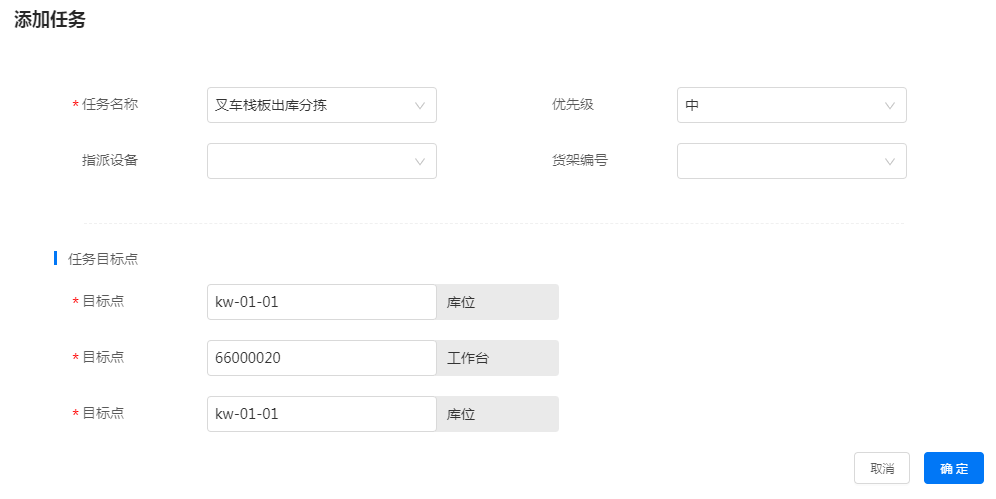 添加任务
* 任务名称 叉车栈板出库分拣 优先级 中
指派设备 货架编号
任务目标点
* 目标点 kw-01-01 库位
* 目标点 66000020 工作台
* 目标点 kw-01-01 库位
取消 确定